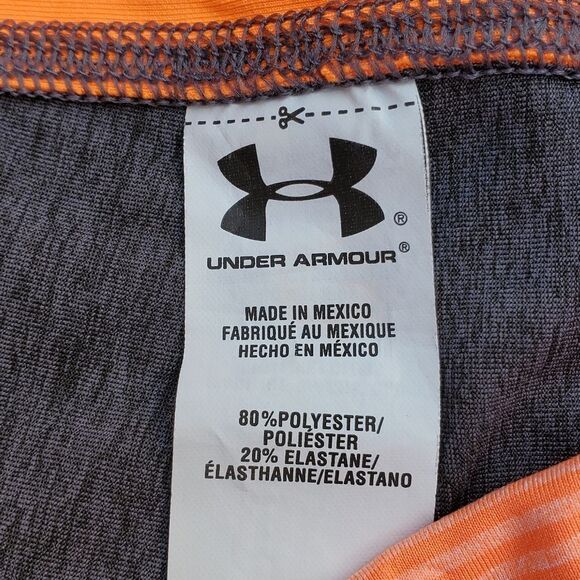 ®
UNDER ARMOUR®
MADE IN MEXICO
FABRIQUÉ AU MEXIQUE
HECHO EN MÉXICO
80%POLYESTER/
POLIÉSTER
20% ELASTANE/
ÉLASTHANNE/ELASTANO